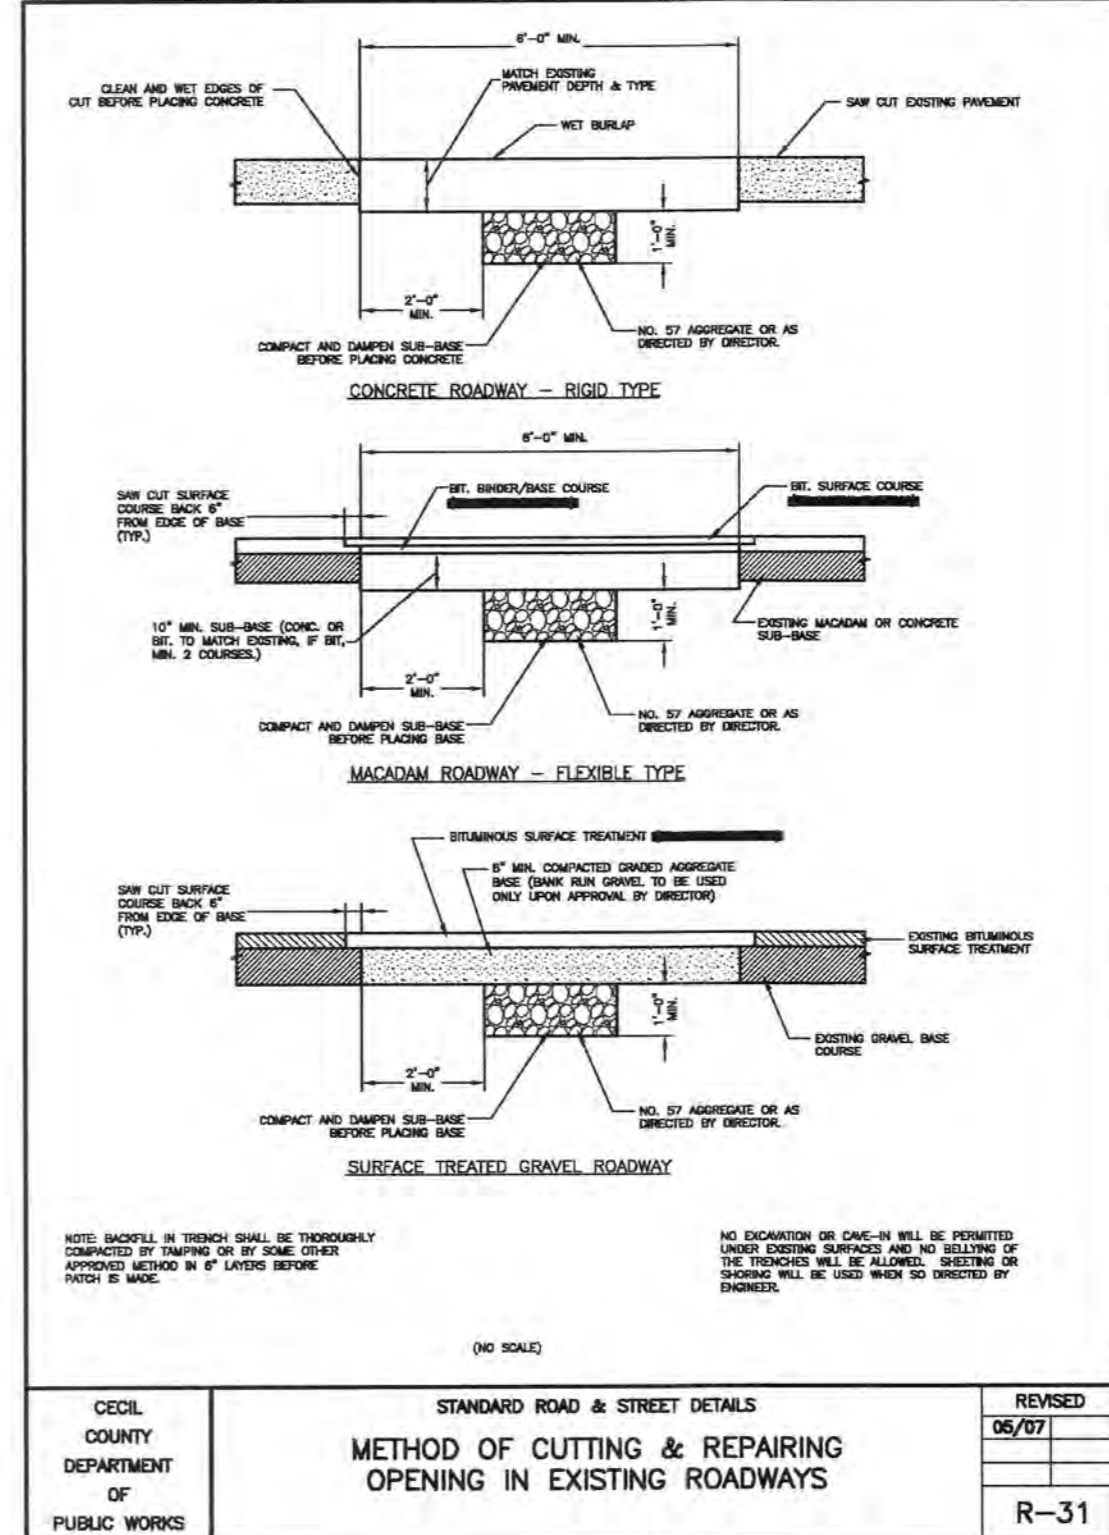 6'-0" MIN.
CLEAN AND WET EDGES OF
CUT BEFORE PLACING CONCRETE
MATCH EXISTING
PAVEMENT DEPTH & TYPE
WET BURLAP
SAW CUT EXISTING PAVEMENT
1'-0"
MIN.
2'-0"
MIN.
COMPACT AND DAMPEN SUB-BASE
BEFORE PLACING CONCRETE
NO. 57 AGGREGATE OR AS
DIRECTED BY DIRECTOR.
CONCRETE ROADWAY – RIGID TYPE
6'-0" MIN.
SAW CUT SURFACE
COURSE BACK 6"
FROM EDGE OF BASE
(TYP.)
BIT. BINDER/BASE COURSE
BIT. SURFACE COURSE
10" MIN. SUB-BASE (CONC. OR
BIT. TO MATCH EXISTING, IF BIT,
MIN. 2 COURSES.)
1'-0"
MIN.
EXISTING MACADAM OR CONCRETE
SUB-BASE
2'-0"
MIN.
COMPACT AND DAMPEN SUB-BASE
BEFORE PLACING BASE
NO. 57 AGGREGATE OR AS
DIRECTED BY DIRECTOR.
MACADAM ROADWAY – FLEXIBLE TYPE
BITUMINOUS SURFACE TREATMENT
6" MIN. COMPACTED GRADED AGGREGATE
BASE (BANK RUN GRAVEL TO BE USED
ONLY UPON APPROVAL BY DIRECTOR)
SAW CUT SURFACE
COURSE BACK 6"
FROM EDGE OF BASE
(TYP.)
EXISTING BITUMINOUS
SURFACE TREATMENT
1'-0"
MIN.
EXISTING GRAVEL BASE
COURSE
2'-0"
MIN.
COMPACT AND DAMPEN SUB-BASE
BEFORE PLACING BASE
NO. 57 AGGREGATE OR AS
DIRECTED BY DIRECTOR.
SURFACE TREATED GRAVEL ROADWAY
NOTE: BACKFILL IN TRENCH SHALL BE THOROUGHLY
COMPACTED BY TAMPING OR BY SOME OTHER
APPROVED METHOD IN 6" LAYERS BEFORE
PATCH IS MADE.
NO EXCAVATION OR CAVE-IN WILL BE PERMITTED
UNDER EXISTING SURFACES AND NO BELLYING OF
THE TRENCHES WILL BE ALLOWED. SHEETING OR
SHORING WILL BE USED WHEN SO DIRECTED BY
ENGINEER.
(NO SCALE)
CECIL
COUNTY
DEPARTMENT
OF
PUBLIC WORKS
STANDARD ROAD & STREET DETAILS
METHOD OF CUTTING & REPAIRING
OPENING IN EXISTING ROADWAYS
REVISED
05/07
R-31